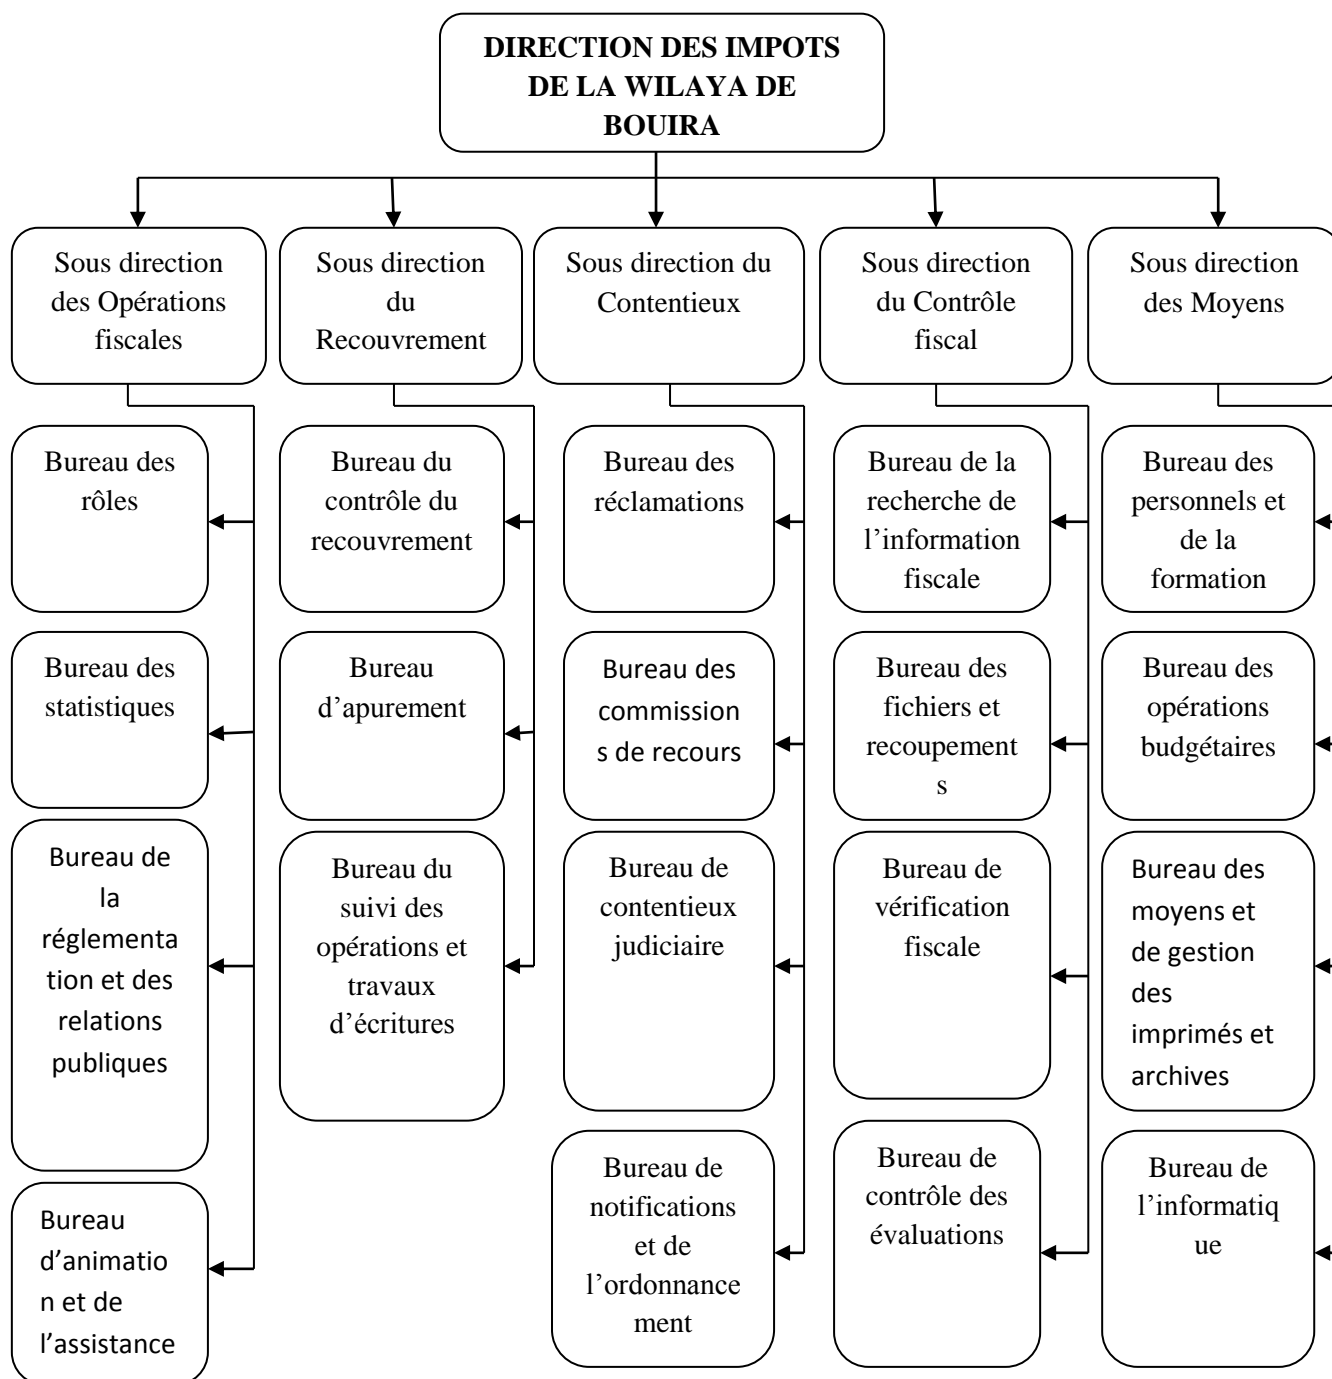 DIRECTION DES IMPOTS
DE LA WILAYA DE
BOUIRA
Sous direction
des Opérations
fiscales
Sous direction
du
Recouvrement
Sous direction du
Contentieux
Sous direction
du Contrôle
fiscal
Sous direction
des Moyens
Bureau des
rôles
Bureau du
contrôle du
recouvrement
Bureau des
réclamations
Bureau de la
recherche de
l’information
fiscale
Bureau des
personnels et
de la
formation
Bureau des
statistiques
Bureau
d’apurement
Bureau des
commission
s de recours
Bureau des
fichiers et
recoupement
s
Bureau des
opérations
budgétaires
Bureau de
la
réglementa
tion et des
relations
publiques
Bureau du
suivi des
opérations et
travaux
d’écritures
Bureau de
contentieux
judiciaire
Bureau de
vérification
fiscale
Bureau des
moyens et
de gestion
des
imprimés et
archives
Bureau
d’animatio
n et de
l’assistance
Bureau de
notifications
et de
l’ordonnance
ment
Bureau de
contrôle des
évaluations
Bureau de
l’informatiq
ue